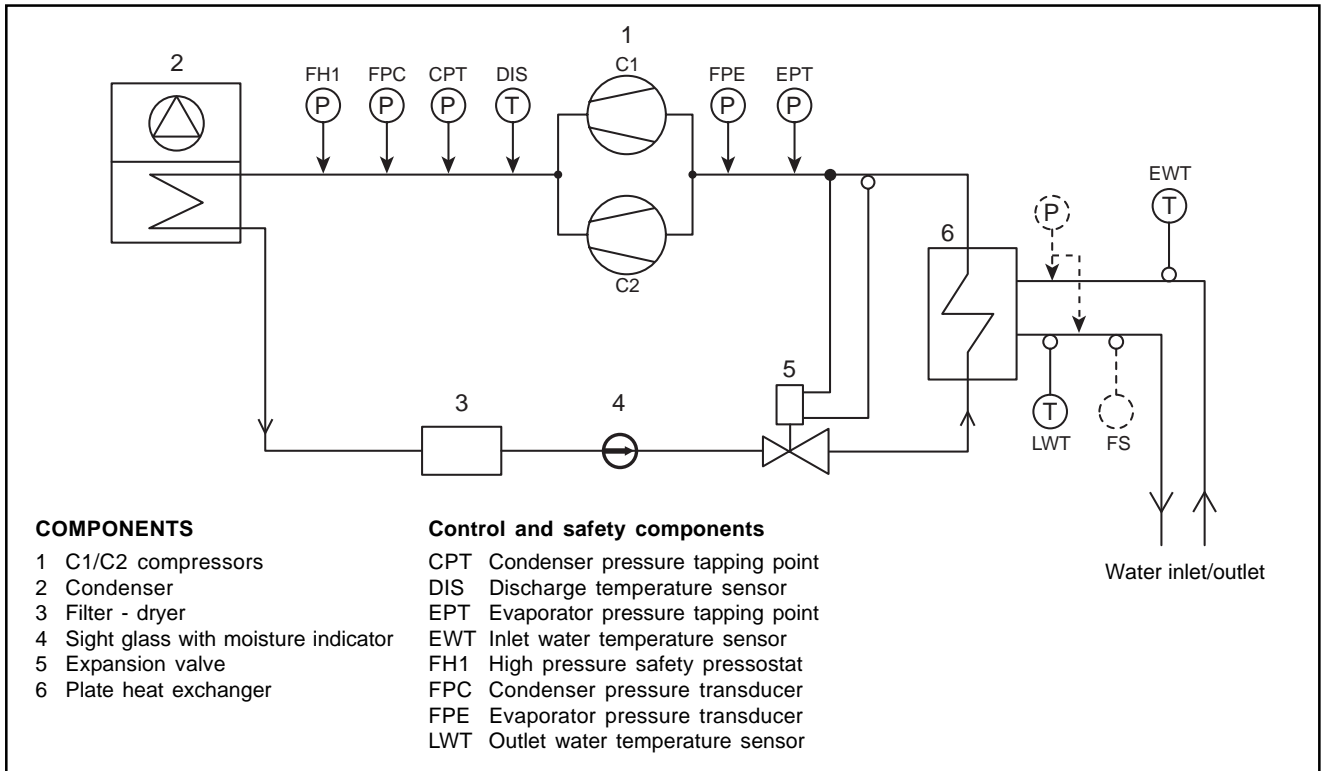 1
C1
2
FH1
FPC
CPT
DIS
FPE
EPT
P
P
P
T
P
P
EWT
T
P
6
C2
5
3
4
T
LWT
FS
Water inlet/outlet
COMPONENTS
1 C1/C2 compressors
2 Condenser
3 Filter - dryer
4 Sight glass with moisture indicator
5 Expansion valve
6 Plate heat exchanger
Control and safety components
CPT Condenser pressure tapping point
DIS Discharge temperature sensor
EPT Evaporator pressure tapping point
EWT Inlet water temperature sensor
FH1 High pressure safety pressostat
FPC Condenser pressure transducer
FPE Evaporator pressure transducer
LWT Outlet water temperature sensor